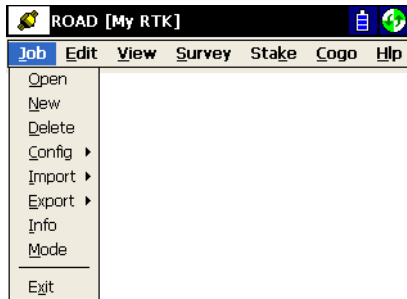 ROAD [My RTK]
Job Edit View Survey Stake Cogo Hlp
Open
New
Delete
Config
Import
Export
Info
Mode
Exit